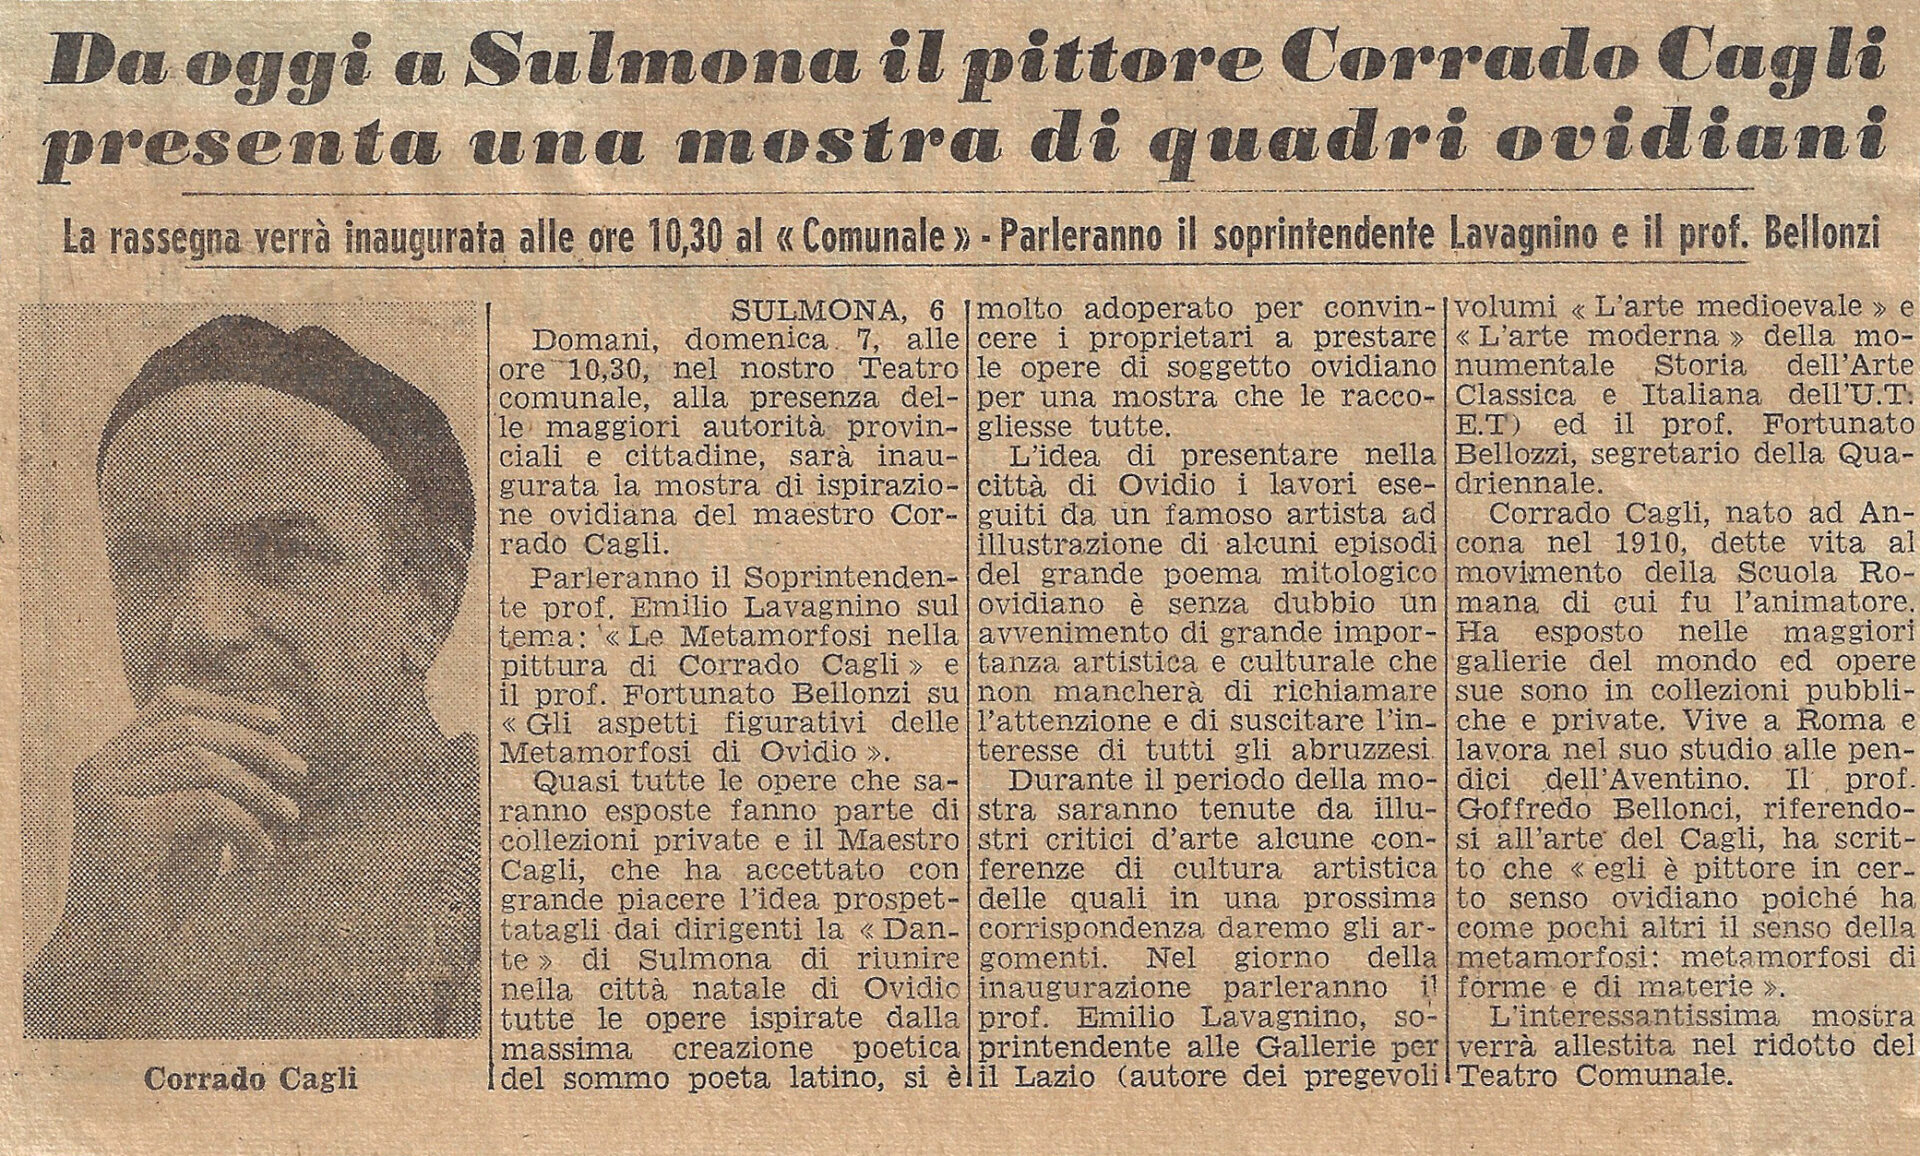 Da oggi a Sulmona il pittore Corrado Cagli
presenta una mostra di quadri ovidiani
La rassegna verrà inaugurata alle ore 10,30 al « Comunale » - Parleranno il soprintendente Lavagnino e il prof. Bellonzi
Corrado Cagli
SULMONA, 6
Domani, domenica 7, alle
ore 10,30, nel nostro Teatro
comunale, alla presenza del-
le maggiori autorità provin-
ciali e cittadine, sarà inau-
gurata la mostra di ispirazio-
ne ovidiana del maestro Cor-
rado Cagli.
Parleranno il Soprintenden-
te prof. Emilio Lavagnino sul
tema: « Le Metamorfosi nella
pittura di Corrado Cagli » e
il prof. Fortunato Bellonzi su
« Gli aspetti figurativi delle
Metamorfosi di Ovidio ».
Quasi tutte le opere che sa-
ranno esposte fanno parte di
collezioni private e il Maestro
Cagli, che ha accettato con
grande piacere l'idea prospet-
tatagli dai dirigenti la « Dan-
te » di Sulmona di riunire
nella città natale di Ovidio
tutte le opere ispirate dalla
massima creazione poetica
del sommo poeta latino, si è
molto adoperato per convin-
cere i proprietari a prestare
le opere di soggetto ovidiano
per una mostra che le racco-
gliesse tutte.
L'idea di presentare nella
città di Ovidio i lavori ese-
guiti da un famoso artista ad
illustrazione di alcuni episodi
del grande poema mitologico
ovidiano è senza dubbio un
avvenimento di grande impor-
tanza artistica e culturale che
non mancherà di richiamare
l'attenzione e di suscitare l'in-
teresse di tutti gli abruzzesi.
Durante il periodo della mo-
stra saranno tenute da illu-
stri critici d'arte alcune con-
ferenze di cultura artistica
delle quali in una prossima
corrispondenza daremo gli ar-
gomenti. Nel giorno della
inaugurazione parleranno il
prof. Emilio Lavagnino, so-
printendente alle Gallerie per
il Lazio (autore dei pregevoli
volumi « L'arte medioevale » e
« L'arte moderna » della mo-
numentale Storia dell'Arte
Classica e Italiana dell'U.T.
E.T) ed il prof. Fortunato
Bellozzi, segretario della Qua-
driennale.
Corrado Cagli, nato ad An-
cona nel 1910, dette vita al
movimento della Scuola Ro-
mana di cui fu l'animatore.
Ha esposto nelle maggiori
gallerie del mondo ed opere
sue sono in collezioni pubbli-
che e private. Vive a Roma e
lavora nel suo studio alle pen-
dici dell'Aventino. Il prof.
Goffredo Bellonci, riferendo-
si all'arte del Cagli, ha scrit-
to che « egli è pittore in cer-
to senso ovidiano poiché ha
come pochi altri il senso della
metamorfosi: metamorfosi di
forme e di materie ».
L'interessantissima mostra
verrà allestita nel ridotto del
Teatro Comunale.